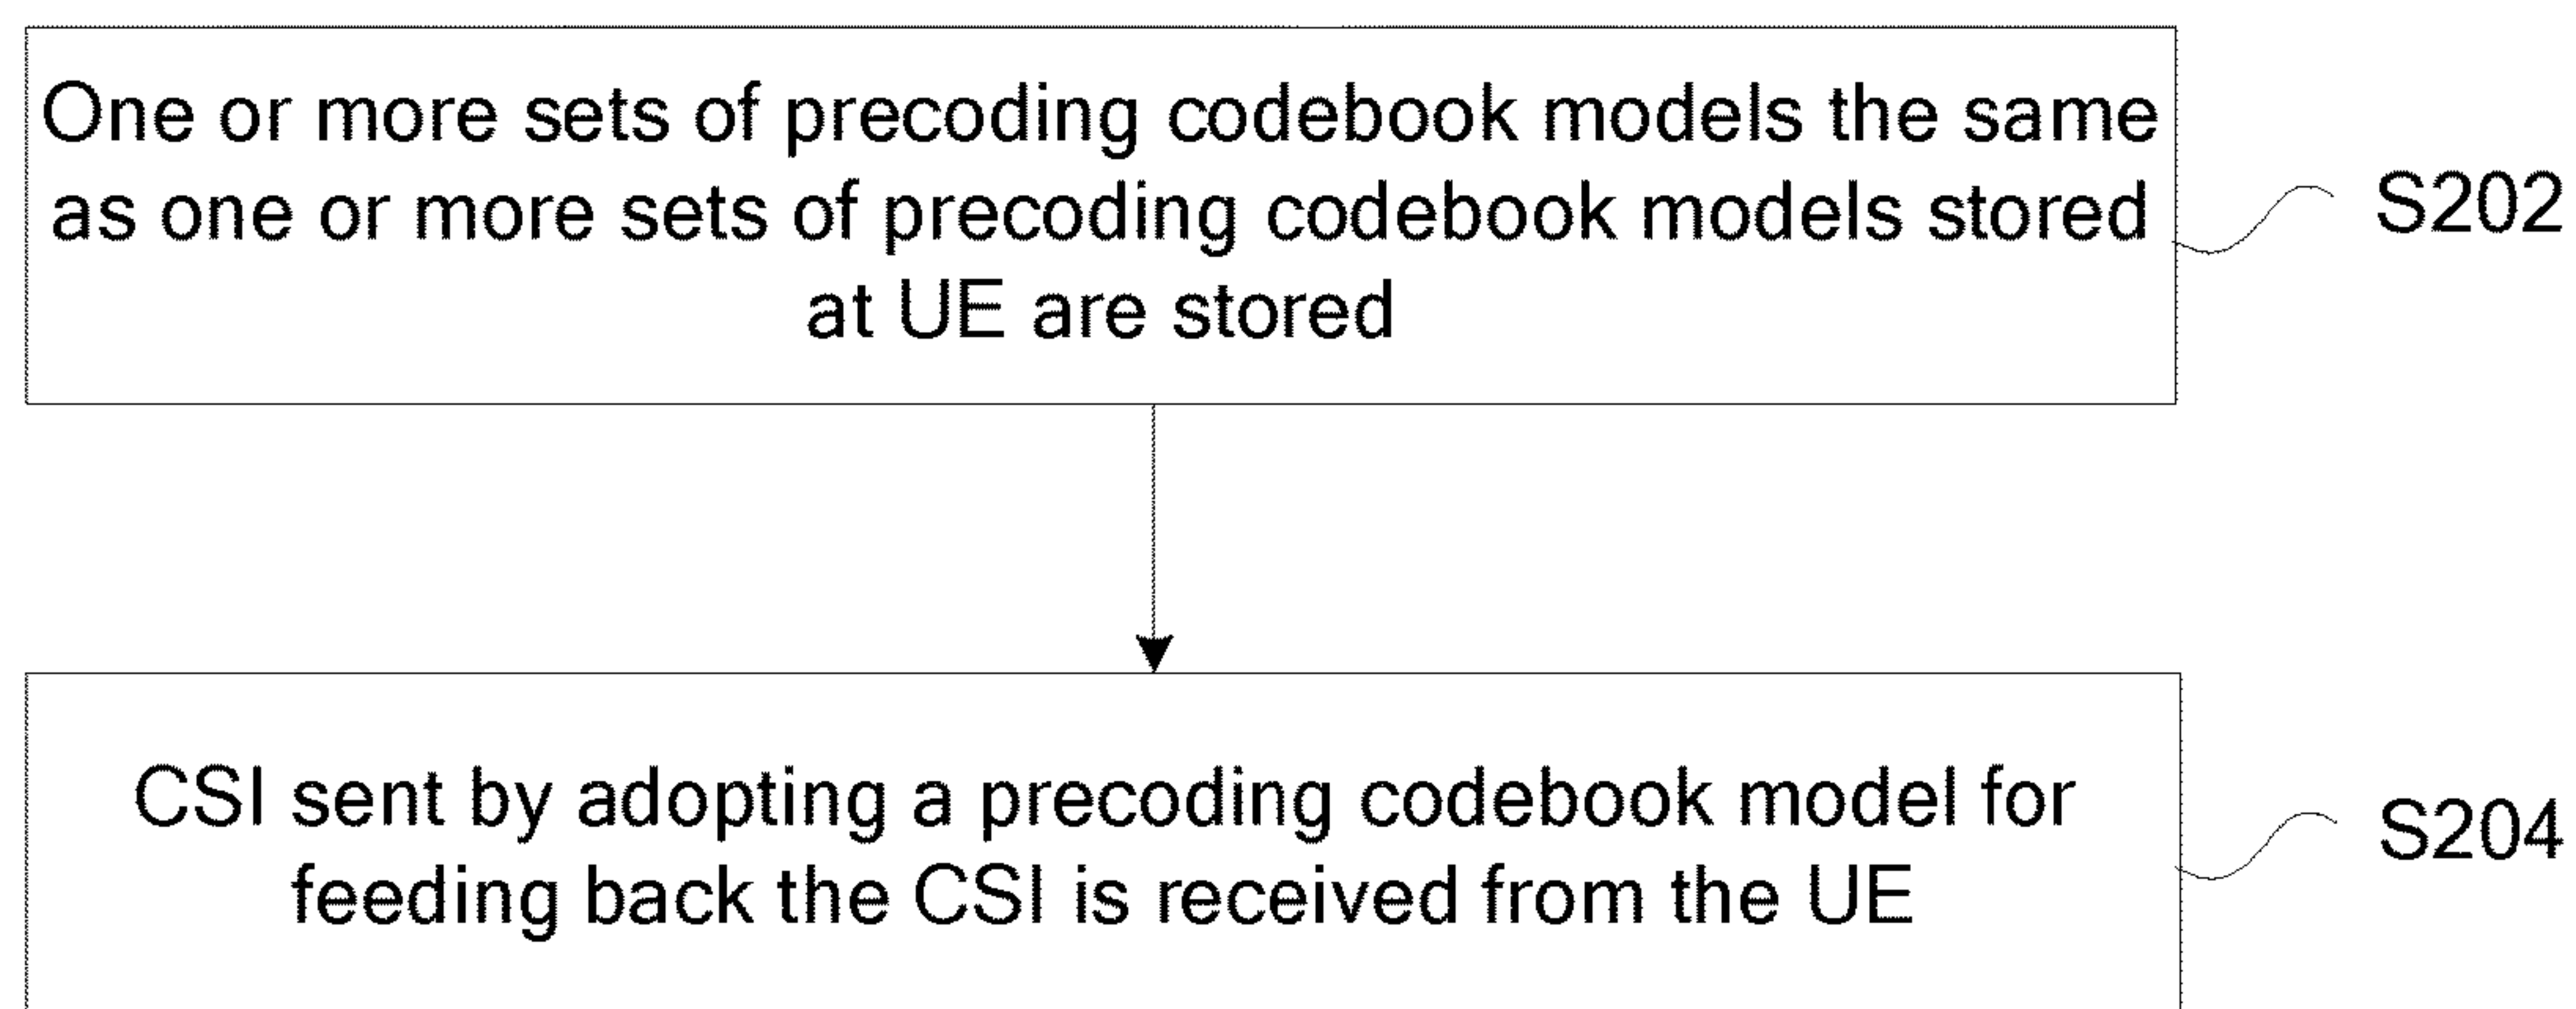 One or more sets of precoding codebook models the same
as one or more sets of precoding codebook models stored
at UE are stored
S202
CSI sent by adopting a precoding codebook model for
feeding back the CSI is received from the UE
S204